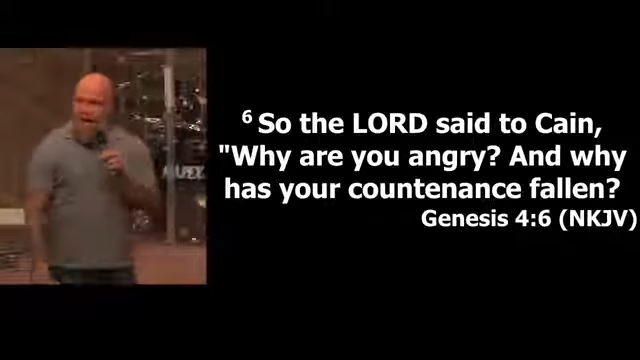 ⁶ So the LORD said to Cain,
"Why are you angry? And why
has your countenance fallen?
Genesis 4:6 (NKJV)